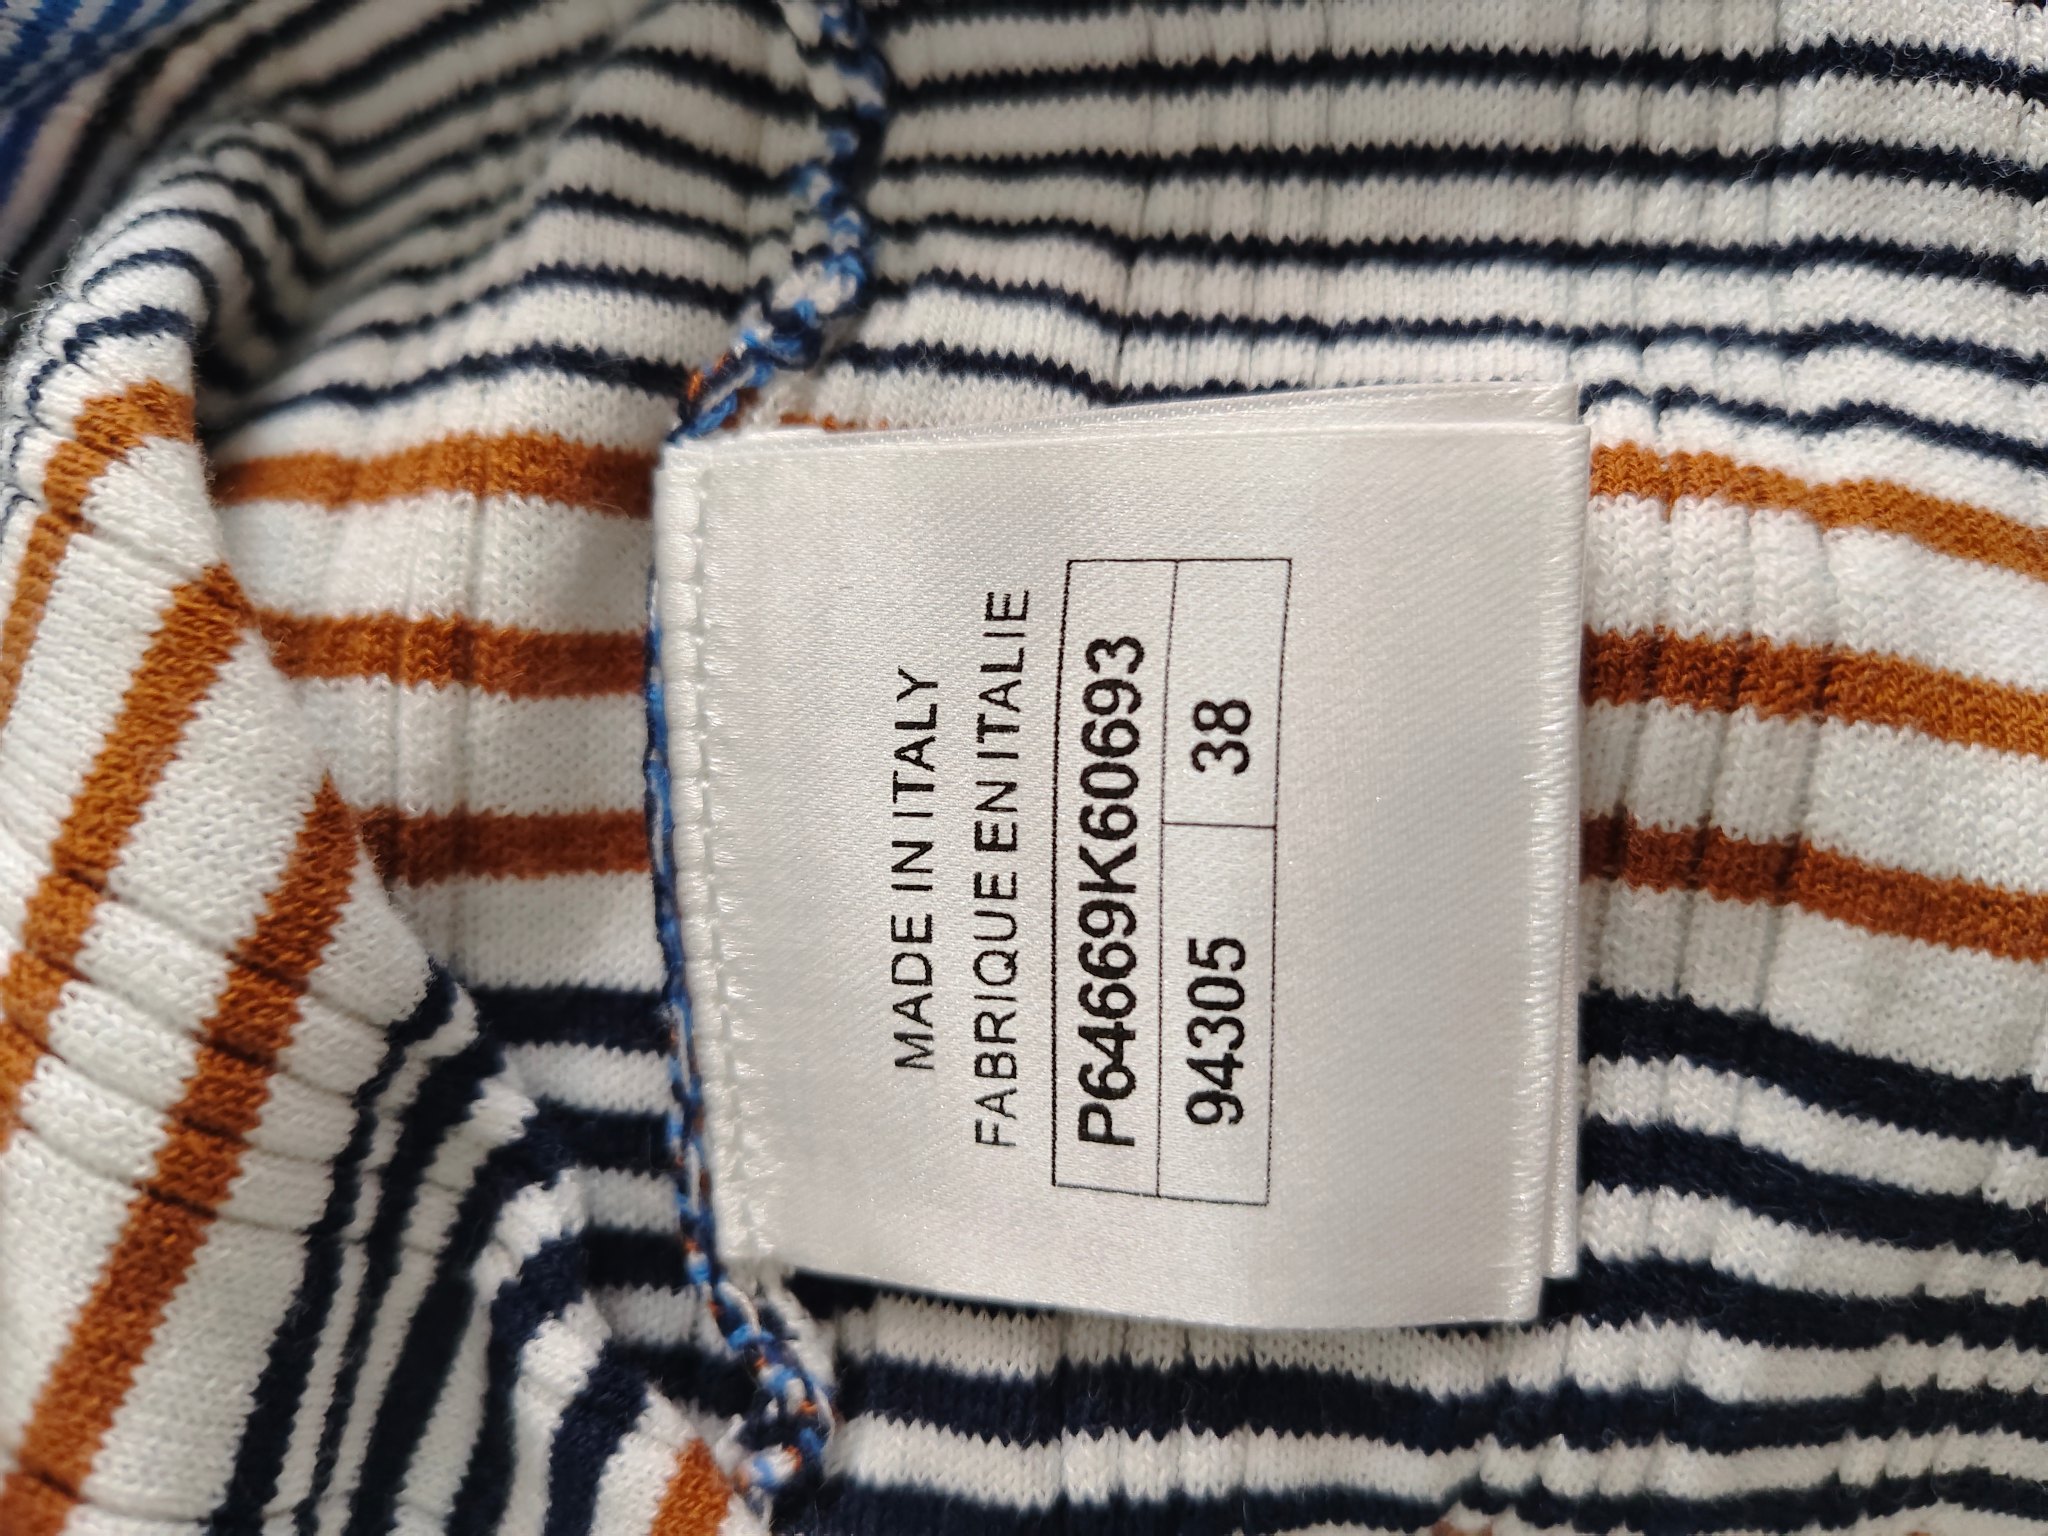 MADE IN ITALY
FABRIQUE EN ITALIE
P64669K60693
94305 38